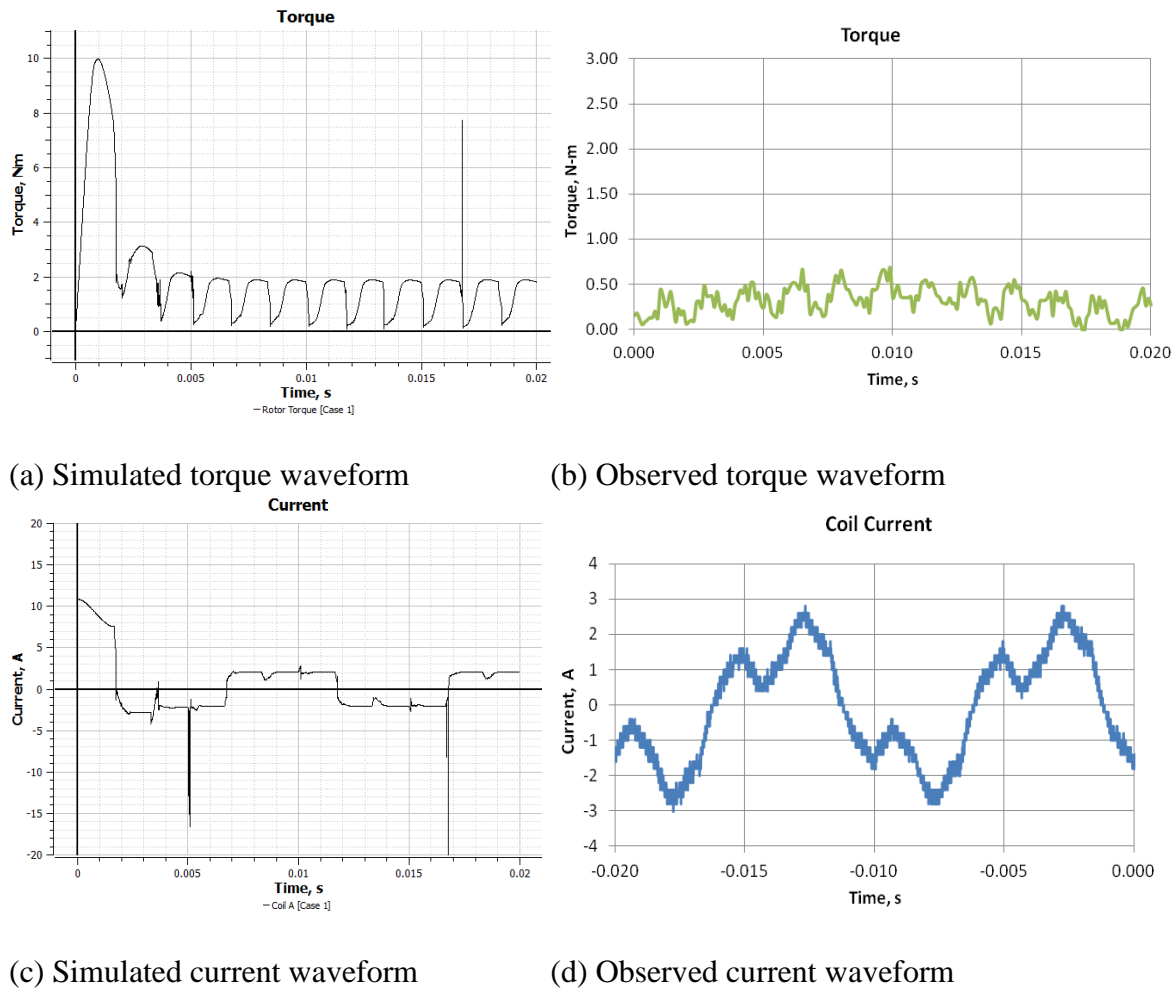 Torque
10
8
6
4
2
0
Torque, Nm
0 0.005 0.01 0.015 0.02
Time, s
Rotor Torque [Case 1]
Torque
3.00
2.50
2.00
1.50
1.00
0.50
0.00
Torque, N-m
0.000 0.005 0.010 0.015 0.020
Time, s
(a) Simulated torque waveform
(b) Observed torque waveform
Current
20
15
10
5
0
-5
-10
-15
-20
Current, A
0 0.005 0.01 0.015 0.02
Time, s
Coil A [Case 1]
Coil Current
4
3
2
1
0
-1
-2
-3
-4
Current, A
-0.020 -0.015 -0.010 -0.005 0.000
Time, s
(c) Simulated current waveform
(d) Observed current waveform